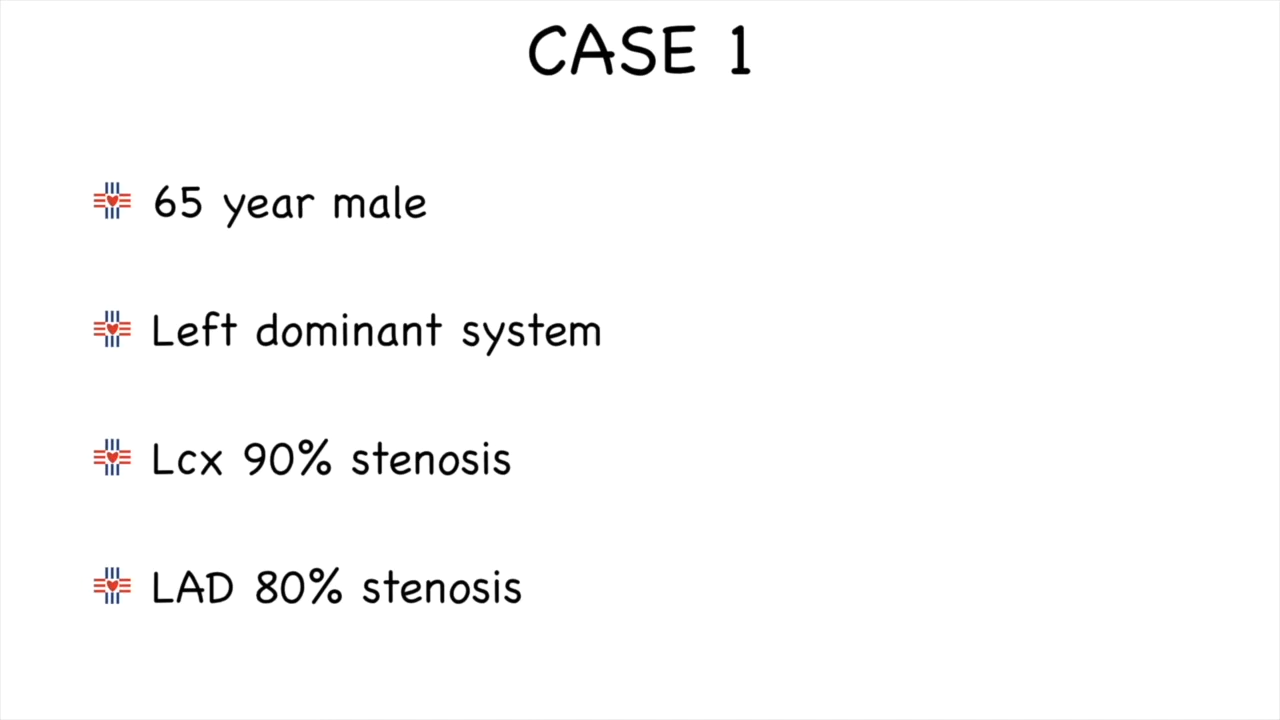 CASE 1
65 year male
Left dominant system
Lcx 90% stenosis
LAD 80% stenosis